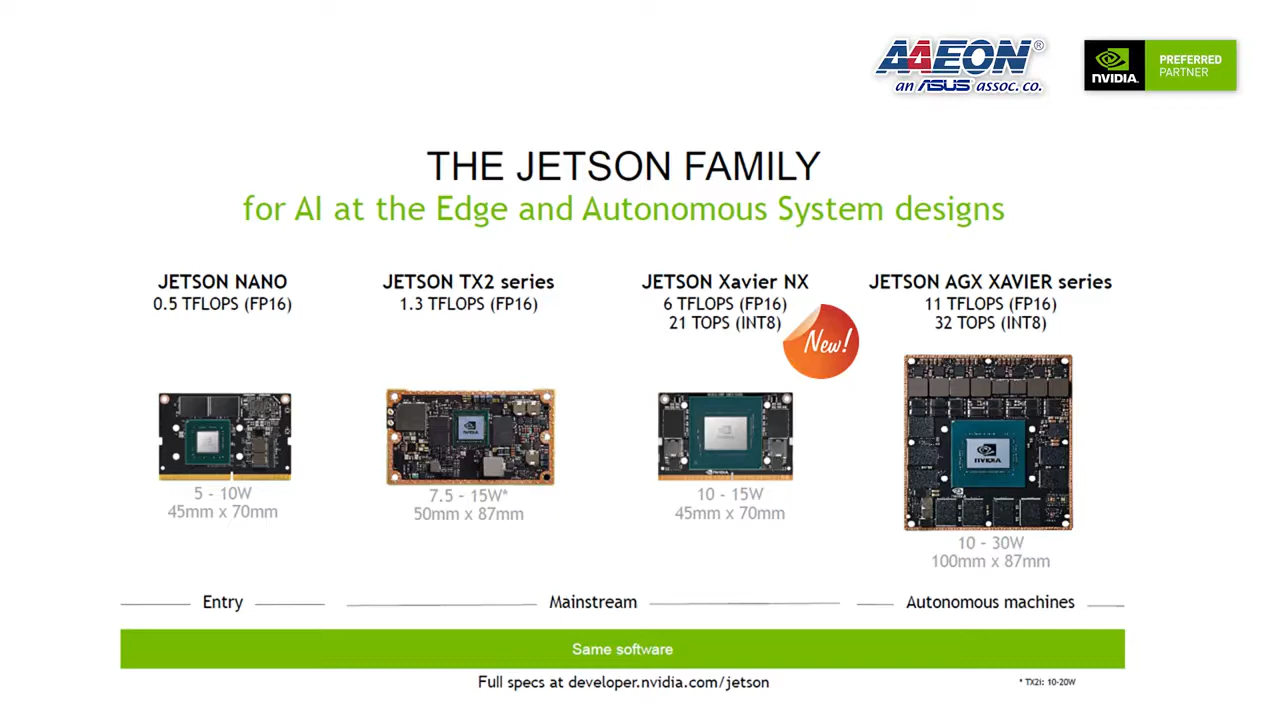 AAEON®
an ASUS assoc. co.
NVIDIA.
PREFERRED
PARTNER
THE JETSON FAMILY
for AI at the Edge and Autonomous System designs
JETSON NANO
0.5 TFLOPS (FP16)
JETSON TX2 series
1.3 TFLOPS (FP16)
JETSON Xavier NX
6 TFLOPS (FP16)
21 TOPS (INT8)
New!
JETSON AGX XAVIER series
11 TFLOPS (FP16)
32 TOPS (INT8)
NVIDIA
NVIDIA
5 - 10W
45mm x 70mm
7.5 - 15W*
50mm x 87mm
10 - 15W
45mm x 70mm
10 - 30W
100mm x 87mm
Entry
Mainstream
Autonomous machines
Same software
Full specs at developer.nvidia.com/jetson
* TX2i: 10-20W